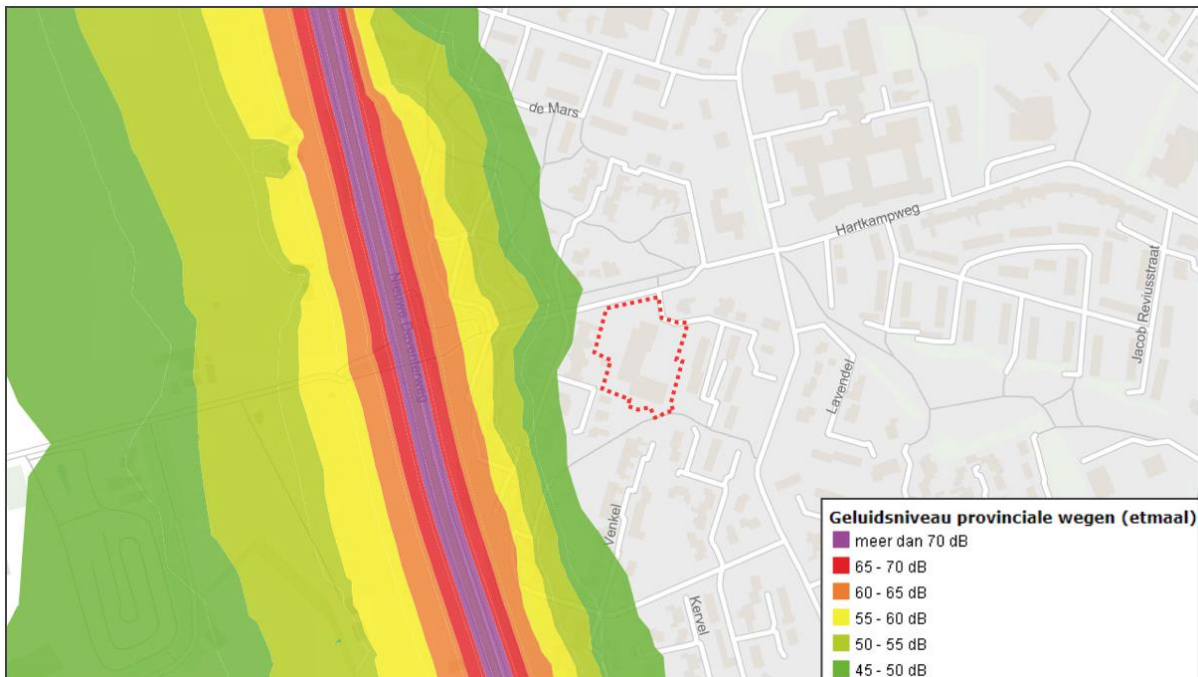 de Mars
Hartkampweg
Nieuwe Deventerweg
Jacob Reviusstraat
Lavendel
Venkel
Kervel
Geluidsniveau provinciale wegen (etmaal)
meer dan 70 dB
65 - 70 dB
60 - 65 dB
55 - 60 dB
50 - 55 dB
45 - 50 dB